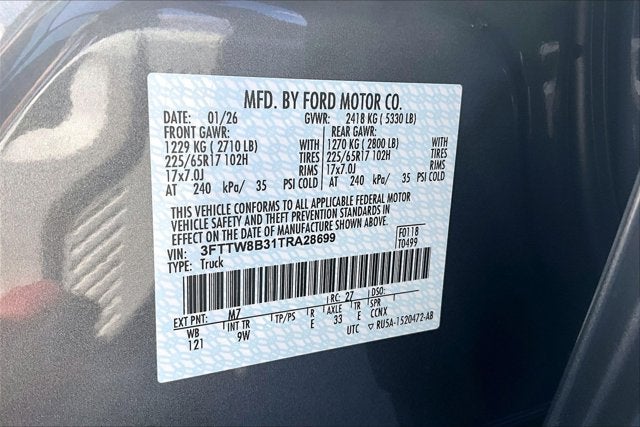 MFD. BY FORD MOTOR CO.
DATE: 01/26 GVWR: 2418 KG ( 5330 LB)
FRONT GAWR: REAR GAWR:
1229 KG ( 2710 LB) WITH 1270 KG ( 2800 LB) WITH
225/65R17 102H TIRES 225/65R17 102H TIRES
17x7.0J RIMS 17x7.0J RIMS
AT 240 kPa/ 35 PSI COLD AT 240 kPa/ 35 PSI COLD
THIS VEHICLE CONFORMS TO ALL APPLICABLE FEDERAL MOTOR
VEHICLE SAFETY AND THEFT PREVENTION STANDARDS IN
EFFECT ON THE DATE OF MANUFACTURE SHOWN ABOVE.
VIN: 3FTTW8B31TRA28699 F0118
TYPE: Truck T0499
EXT PNT: M7 RC: 27 DSO:
WB INT TR TP/PS R AXLE TR SPR
121 9W E 33 E CCNX
UTC ▽ RU5A-1520472-AB